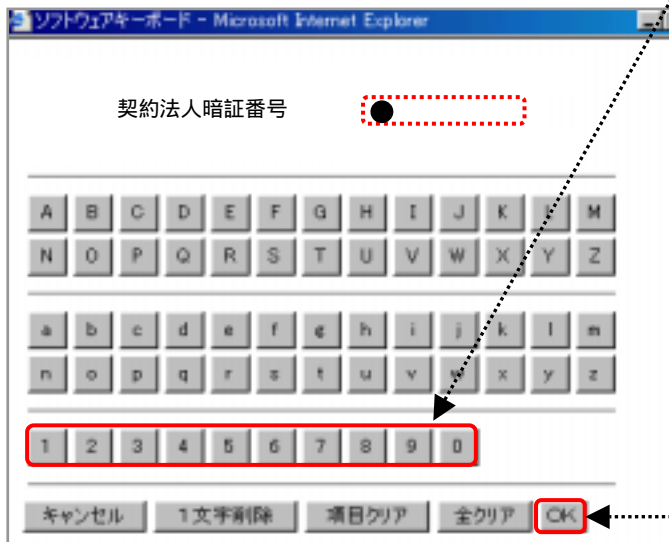 ソフトウェアキーボード - Microsoft Internet Explorer
契約法人暗証番号
A B C D E F G H I J K L M
N O P Q R S T U V W X Y Z
a b c d e f g h i j k l m
n o p q r s t u v w x y z
1 2 3 4 5 6 7 8 9 0
キャンセル 1文字削除 項目クリア 全クリア OK